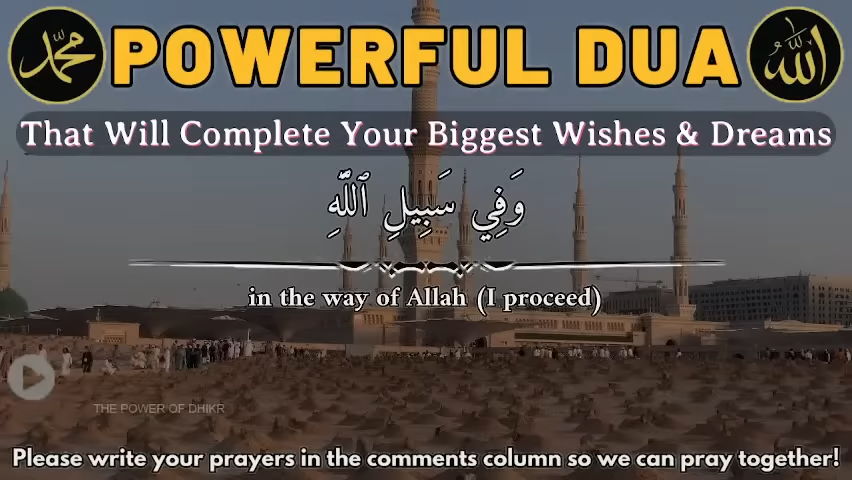 محمد POWERFUL DUA الله
That Will Complete Your Biggest Wishes & Dreams
وَفِي سَبِيلِ ٱللَّهِ
in the way of Allah (I proceed)
THE POWER OF DHIKR
Please write your prayers in the comments column so we can pray together!